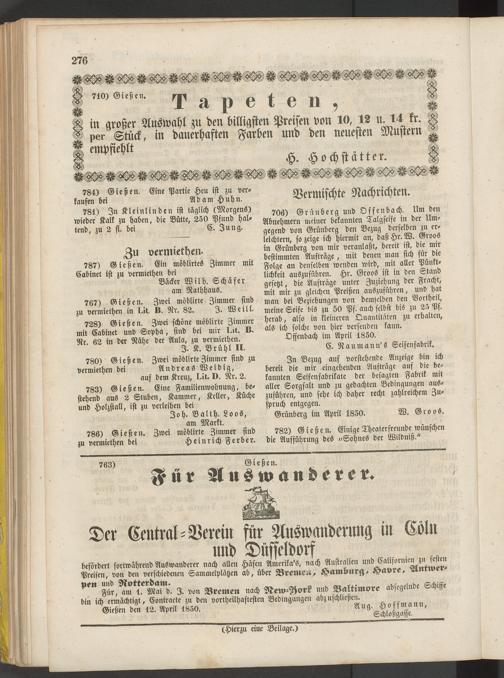 276
710) Gießen.
Tapeten,
in großer Auswahl zu den billigsten Preisen von 10, 12 u. 14 kr.
per Stück, in dauerhaften Farben und den neuesten Mustern
empfiehlt
H. Hochstätter.
784) Gießen. Eine Partie Heu ist zu ver-
kaufen bei Adam Huhn.
781) In Kleinlinden ist täglich (Morgens)
wieder Kalk zu haben, die Bütte, 250 Pfund hal-
tend, zu 2 fl. bei C. Jung.
Zu vermiethen.
787) Gießen. Ein möblirtes Zimmer mit
Cabinet ist zu vermiethen bei
Bäcker Wilh. Schäfer
am Rathhaus.
767) Gießen. Zwei möblirte Zimmer sind
zu vermiethen in Lit. B. Nr. 82. J. Weill.
728) Gießen. Zwei schöne möblirte Zimmer
mit Cabinet und Sopha, sind bei mir Lit. B.
Nr. 62 in der Nähe der Aula, zu vermiethen.
J. K. Brühl II.
780) Gießen. Zwei möblirte Zimmer sind zu
vermiethen bei Andreas Weidig,
auf dem Kreuz, Lit. D. Nr. 2.
783) Gießen. Eine Familienwohnung, be-
stehend aus 2 Stuben, Kammer, Keller, Küche
und Holzstall, ist zu verleihen bei
Joh. Balth. Loos,
am Markt.
786) Gießen. Zwei möblirte Zimmer sind
zu vermiethen bei Heinrich Ferber.
Vermischte Nachrichten.
706) Grünberg und Offenbach. Um den
Abnehmern meiner bekannten Talgseife in der Um-
gegend von Grünberg den Bezug derselben zu er-
leichtern, so zeige ich hiermit an, daß Hr. W. Groos
in Grünberg von mir veranlaßt, bereit ist, die mir
bestimmten Aufträge, mit denen man sich für die
Folge an denselben wenden wird, mit aller Pünkt-
lichkeit auszuführen. Hr. Groos ist in den Stand
gesetzt, die Aufträge unter Zuziehung der Fracht,
mit mir zu gleichen Preisen auszuführen, und hat
man bei Beziehungen von demselben den Vortheil,
meine Seife bis zu 50 Pf. auch selbst bis zu 25 Pf.
herab, also in kleineren Quantitäten zu erhalten,
als ich solche von hier versenden kann.
Offenbach im April 1850.
C. Naumann's Seifenfabrik.
In Bezug auf vorstehende Anzeige bin ich
bereit die mir eingehenden Aufträge auf die be-
kannten Seifenfabrikate der besagten Fabrik mit
aller Sorgfalt und zu gedachten Bedingungen aus-
zuführen, und sehe ich daher recht zahlreichem Zu-
spruch entgegen.
Grünberg im April 1850. W. Groos.
782) Gießen. Einige Theaterfreunde wünschen
die Aufführung des „Sohnes der Wildniß.“
763) Gießen.
Für Auswanderer.
Der Central-Verein für Auswanderung in Cöln
und Düsseldorf
befördert fortwährend Auswanderer nach allen Häfen Amerika's, nach Australien und Californien zu festen
Preisen, von den verschiedenen Sammelplätzen ab, über Bremen, Hamburg, Havre, Antwer-
pen und Rotterdam.
Für, am 1. Mai d. J. von Bremen nach New-York und Baltimore absegelnde Schiffe
bin ich ermächtigt, Contracte zu den vortheilhaftesten Bedingungen abzuschließen.
Gießen den 12. April 1850. Aug. Hoffmann,
Schloßgasse.
(Hierzu eine Beilage.)